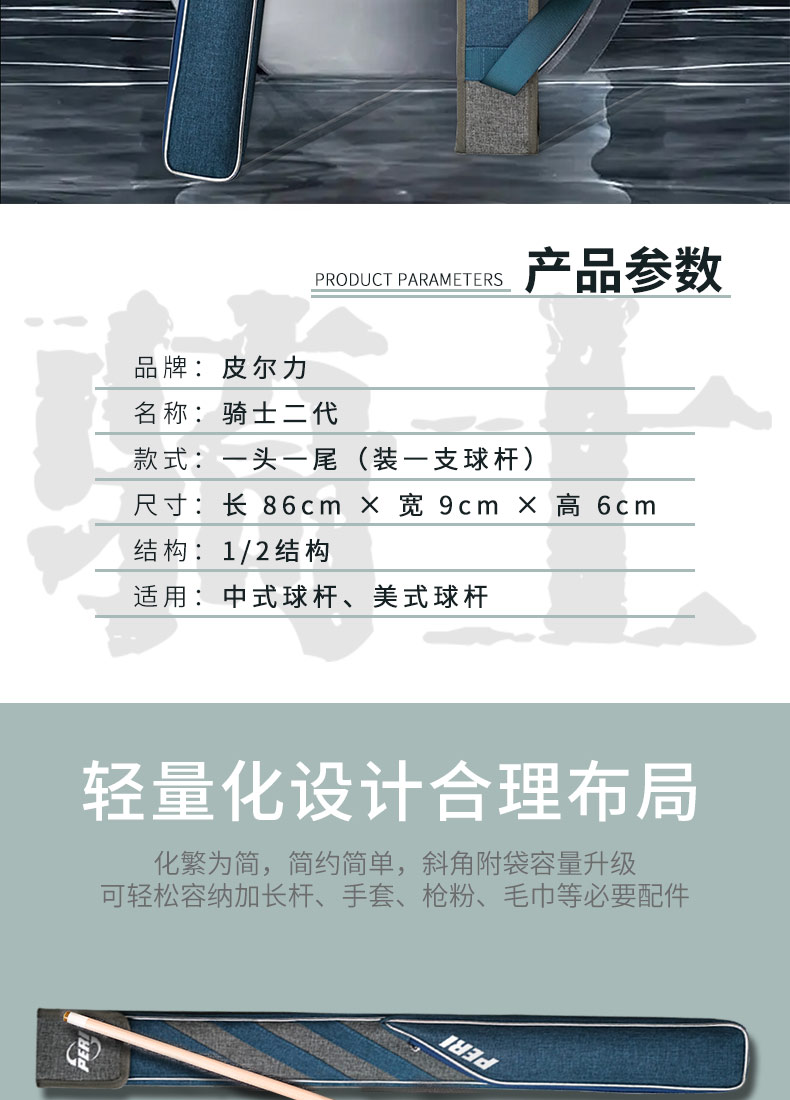 PRODUCT PARAMETERS 产品参数
品牌：皮尔力
名称：骑士二代
款式：一头一尾（装一支球杆）
尺寸：长 86cm × 宽 9cm × 高 6cm
结构：1/2结构
适用：中式球杆、美式球杆
骑士
轻量化设计合理布局
化繁为简，简约简单，斜角附袋容量升级
可轻松容纳加长杆、手套、枪粉、毛巾等必要配件
PERI
PERI